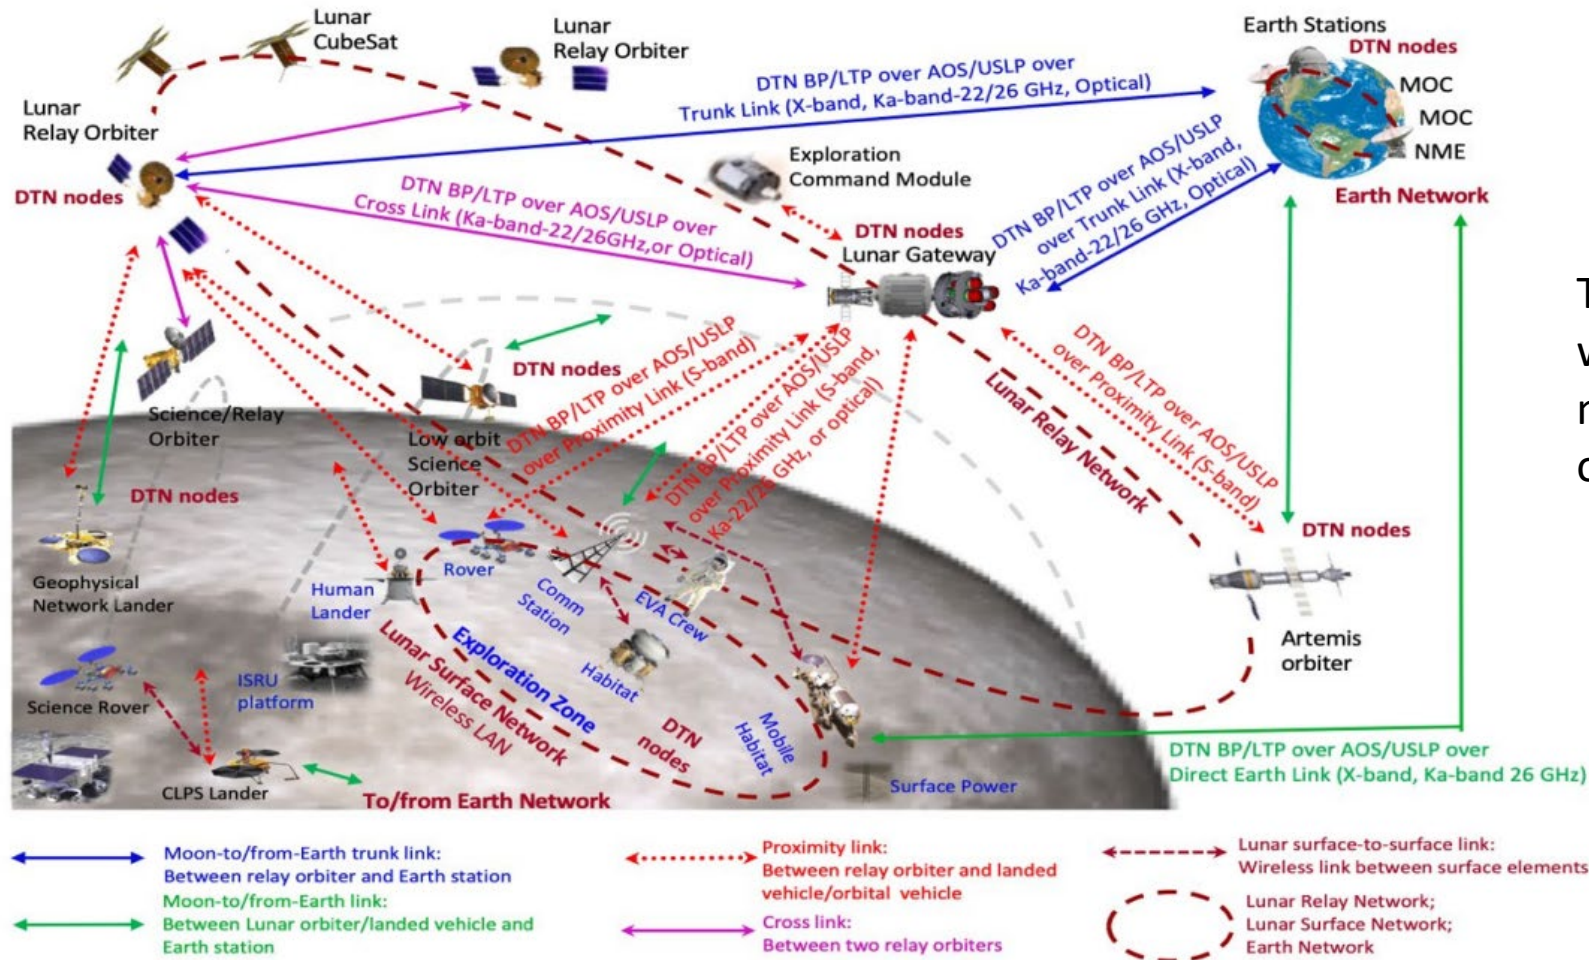 Lunar
CubeSat
Lunar
Relay Orbiter
Earth Stations
DTN nodes
MOC
MOC
NME
Earth Network
DTN BP/LTP over AOS/USLP over
Trunk Link (X-band, Ka-band-22/26 GHz, Optical)
Lunar
Relay Orbiter
DTN nodes
Exploration
Command Module
DTN BP/LTP over AOS/USLP over
Cross Link (Ka-band-22/26GHz,or Optical)
DTN BP/LTP over AOS/USLP
over Trunk Link (X-band,
Ka-band-22/26 GHz, Optical)
DTN nodes
Lunar Gateway
Science/Relay
Orbiter
DTN nodes
Low orbit
Science
Orbiter
DTN BP/LTP over AOS/USLP
over Proximity Link (S-band)
DTN BP/LTP over AOS/USLP
over Proximity Link (S-band,
Ka-22/26 GHz, or optical)
Lunar Relay Network
DTN BP/LTP over AOS/USLP
over Proximity Link (S-band)
DTN nodes
Artemis
orbiter
DTN nodes
Geophysical
Network Lander
Human
Lander
Rover
Comm
Station
EVA Crew
Habitat
Exploration Zone
Lunar Surface Network
Wireless LAN
DTN
nodes
Mobile
Habitat
Surface Power
ISRU
platform
Science Rover
CLPS Lander
To/from Earth Network
DTN BP/LTP over AOS/USLP over
Direct Earth Link (X-band, Ka-band 26 GHz)
Moon-to/from-Earth trunk link:
Between relay orbiter and Earth station
Moon-to/from-Earth link:
Between Lunar orbiter/landed vehicle and
Earth station
Proximity link:
Between relay orbiter and landed
vehicle/orbital vehicle
Cross link:
Between two relay orbiters
Lunar surface-to-surface link:
Wireless link between surface elements
Lunar Relay Network;
Lunar Surface Network;
Earth Network